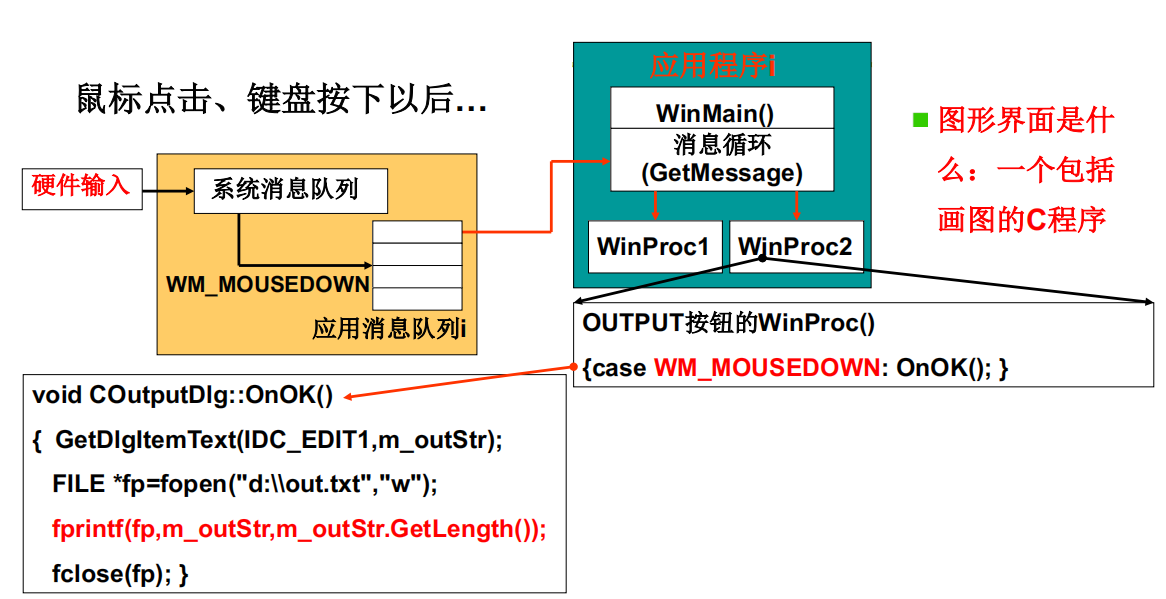 鼠标点击、键盘按下以后…
硬件输入
系统消息队列
WM_MOUSEDOWN
应用消息队列i
应用程序i
WinMain()
消息循环
(GetMessage)
WinProc1
WinProc2
图形界面是什
么：一个包括
画图的C程序
OUTPUT按钮的WinProc()
{case WM_MOUSEDOWN: OnOK(); }
void COutputDlg::OnOK()
{ GetDlgItemText(IDC_EDIT1,m_outStr);
FILE *fp=fopen("d:\\out.txt","w");
fprintf(fp,m_outStr,m_outStr.GetLength());
fclose(fp); }